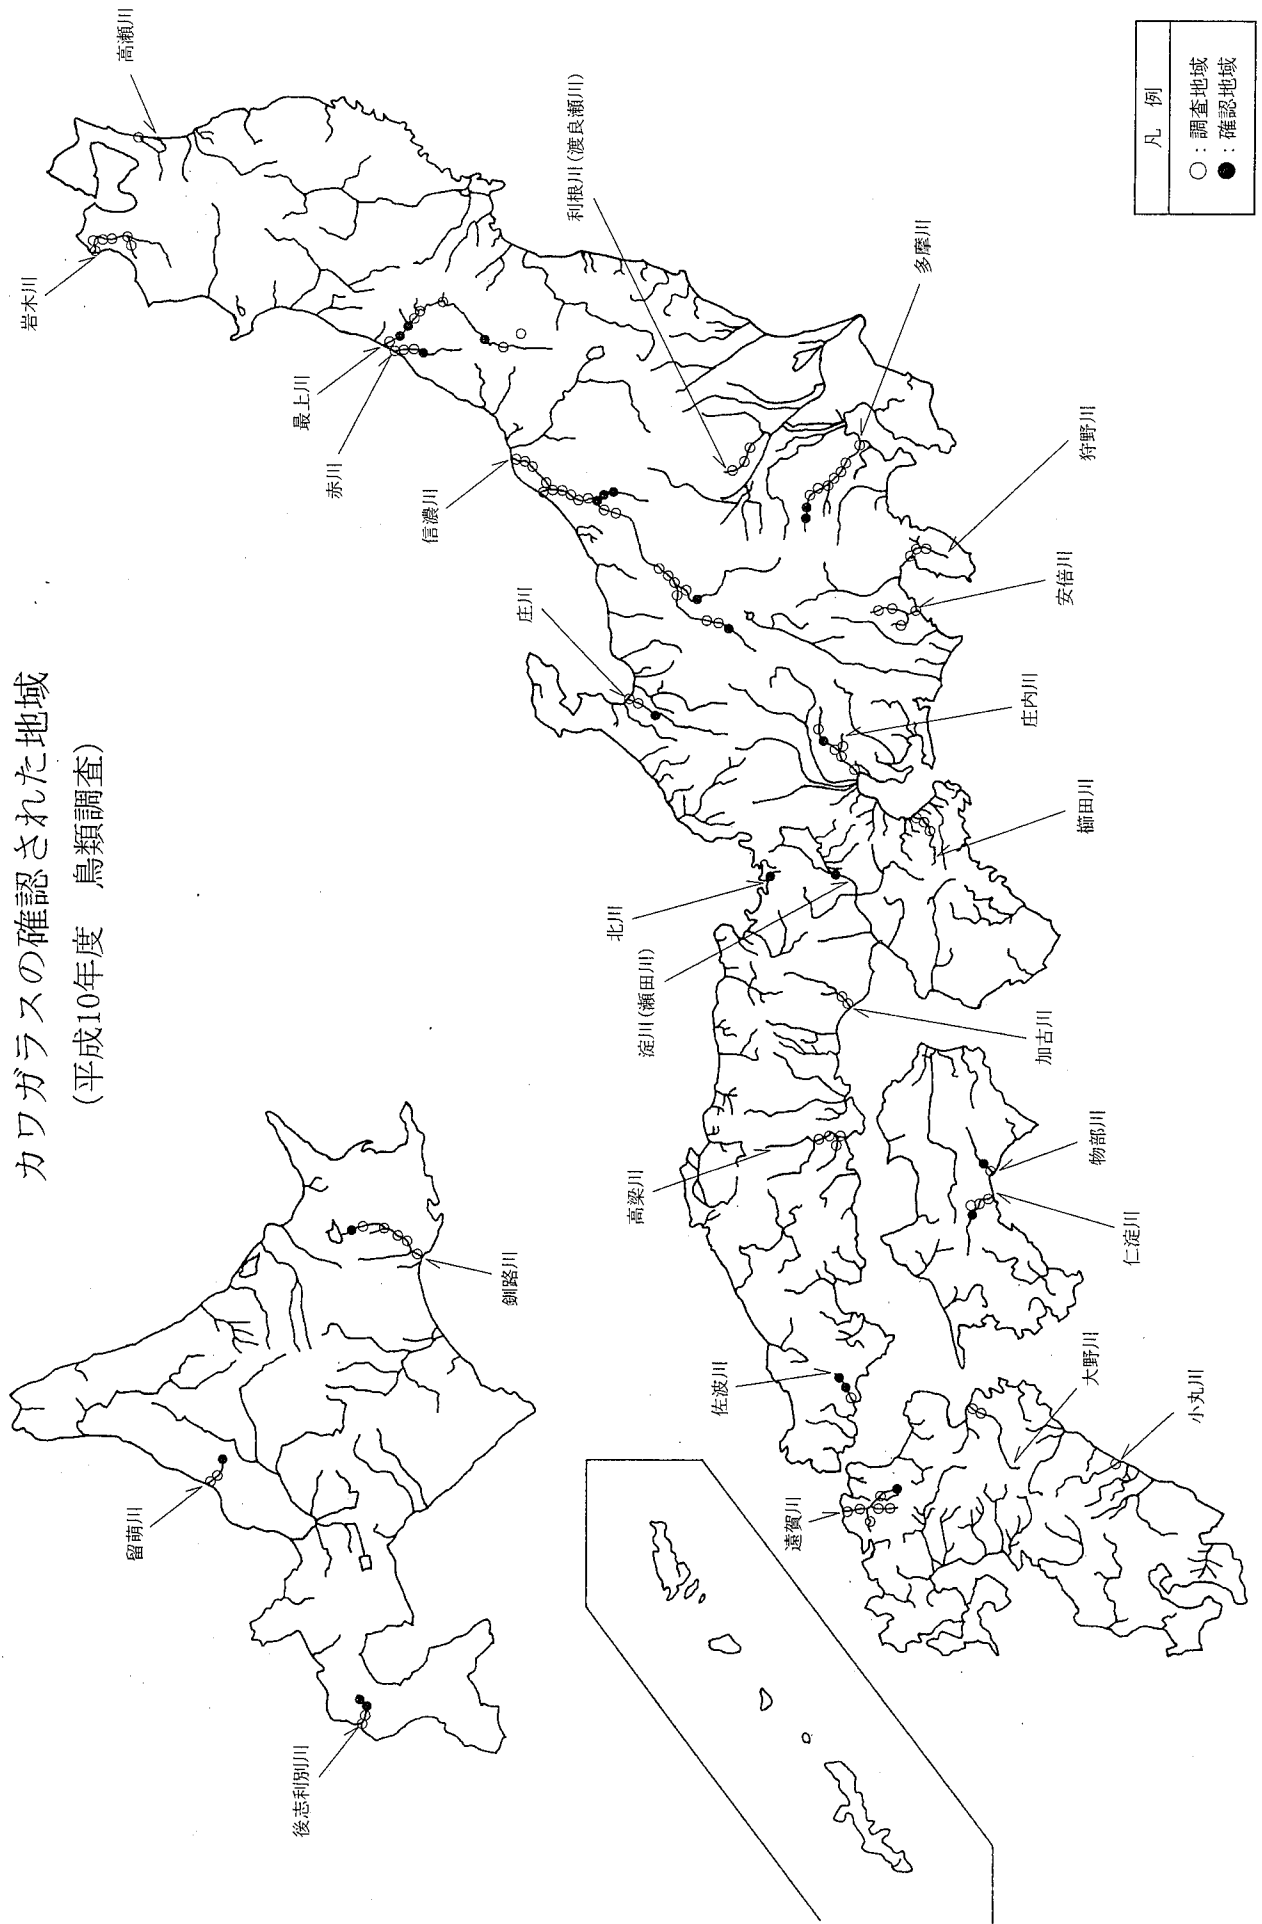 カワガラスの確認された地域
(平成10年度 鳥類調査)
留萌川
釧路川
後志利別川
高瀬川
岩木川
最上川
赤川
信濃川
利根川(渡良瀬川)
多摩川
狩野川
安倍川
庄川
庄内川
櫛田川
北川
淀川(瀬田川)
加古川
高梁川
物部川
仁淀川
佐波川
遠賀川
大野川
小丸川
凡 例
○:調査地域
●:確認地域